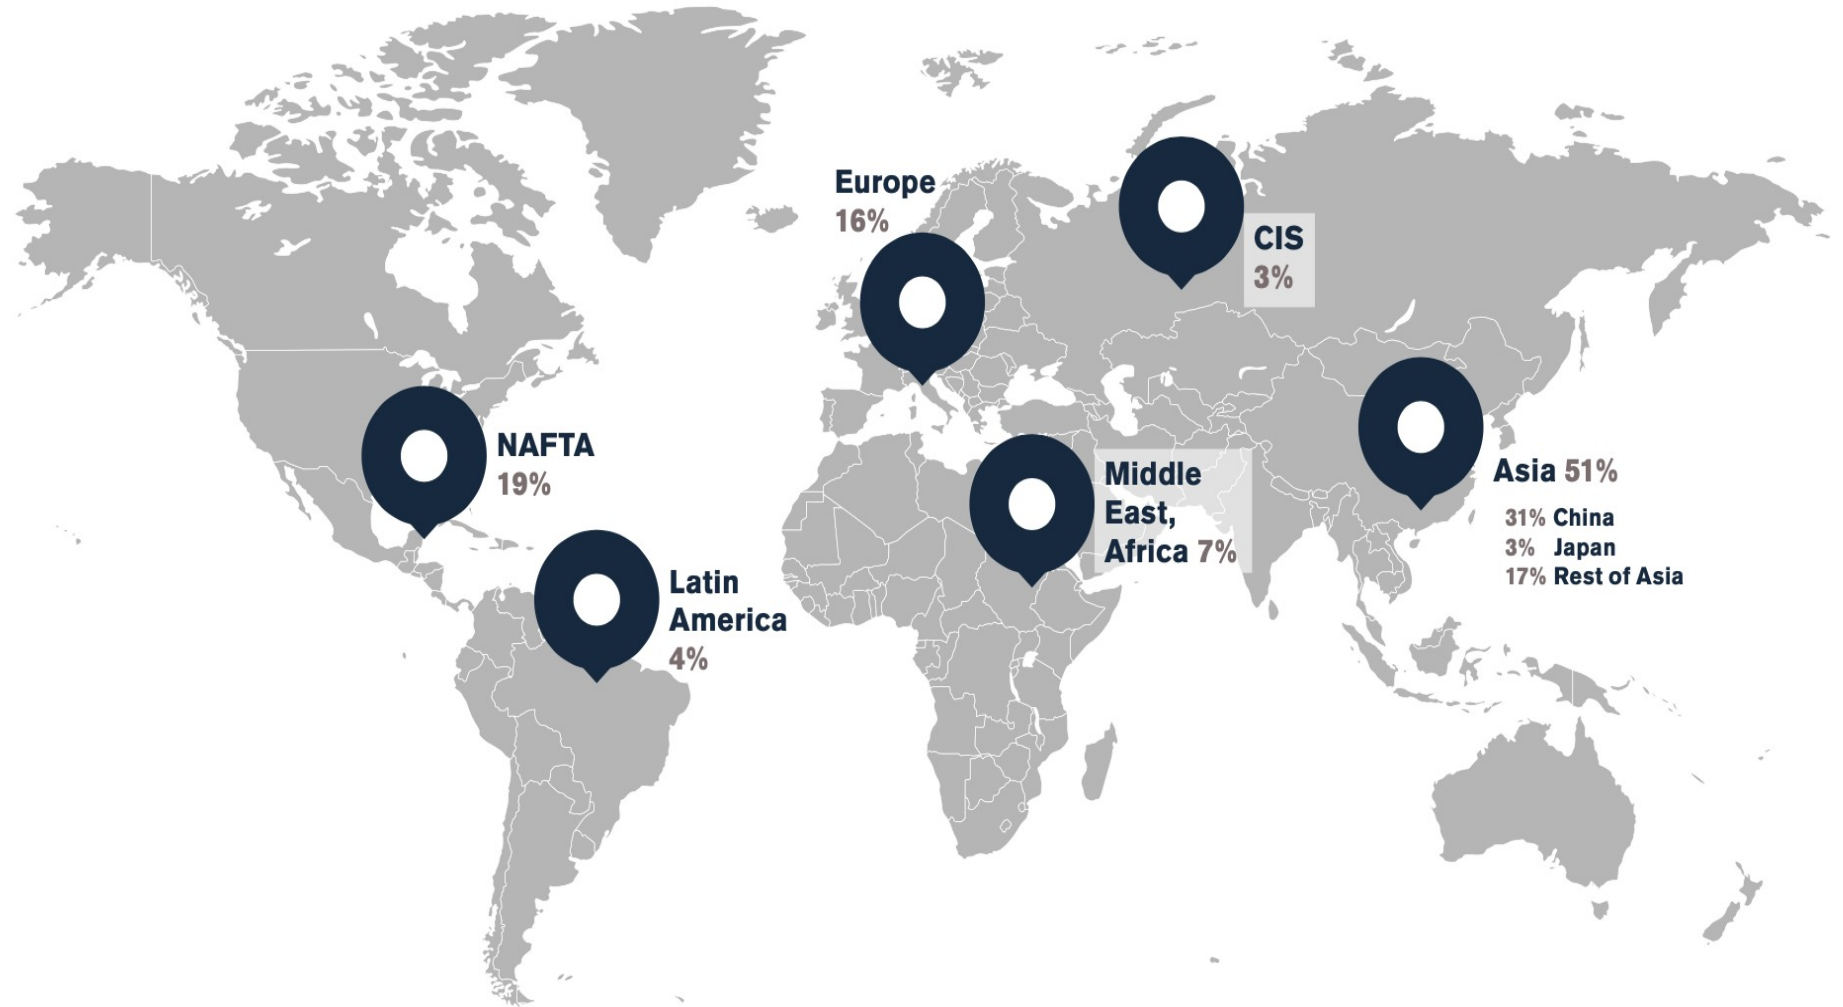 Europe
16%
CIS
3%
NAFTA
19%
Middle
East,
Africa 7%
Asia 51%
31% China
3% Japan
17% Rest of Asia
Latin
America
4%